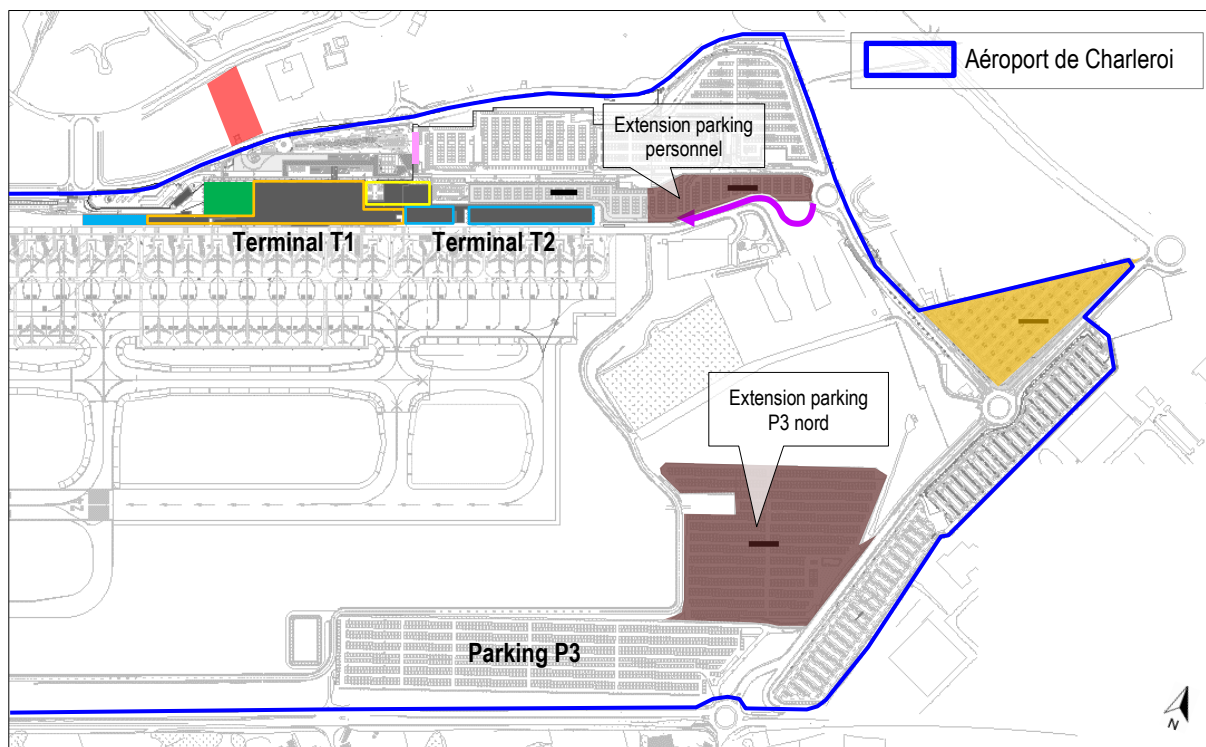 Aéroport de Charleroi
Extension parking
personnel
Terminal T1
Terminal T2
Extension parking
P3 nord
Parking P3
N